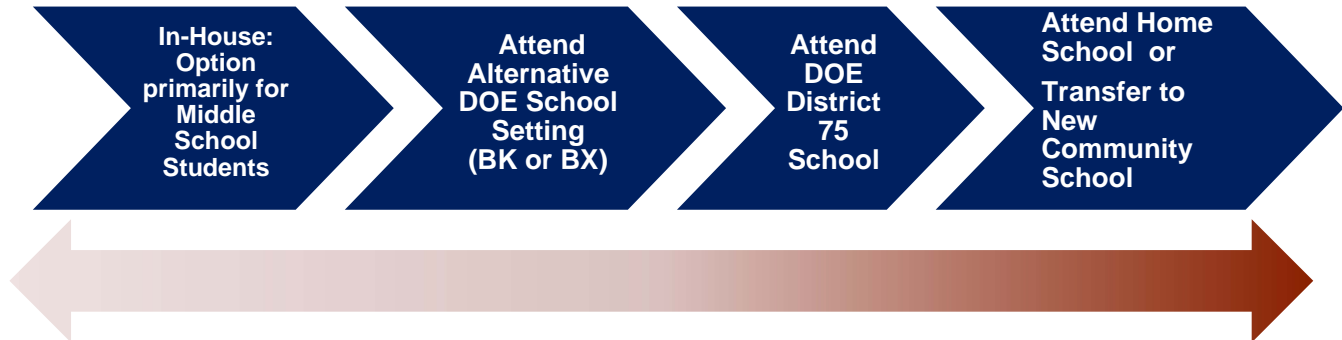 In-House:
Option
primarily for
Middle
School
Students
Attend
Alternative
DOE School
Setting
(BK or BX)
Attend
DOE
District
75
School
Attend Home
School or
Transfer to
New
Community
School